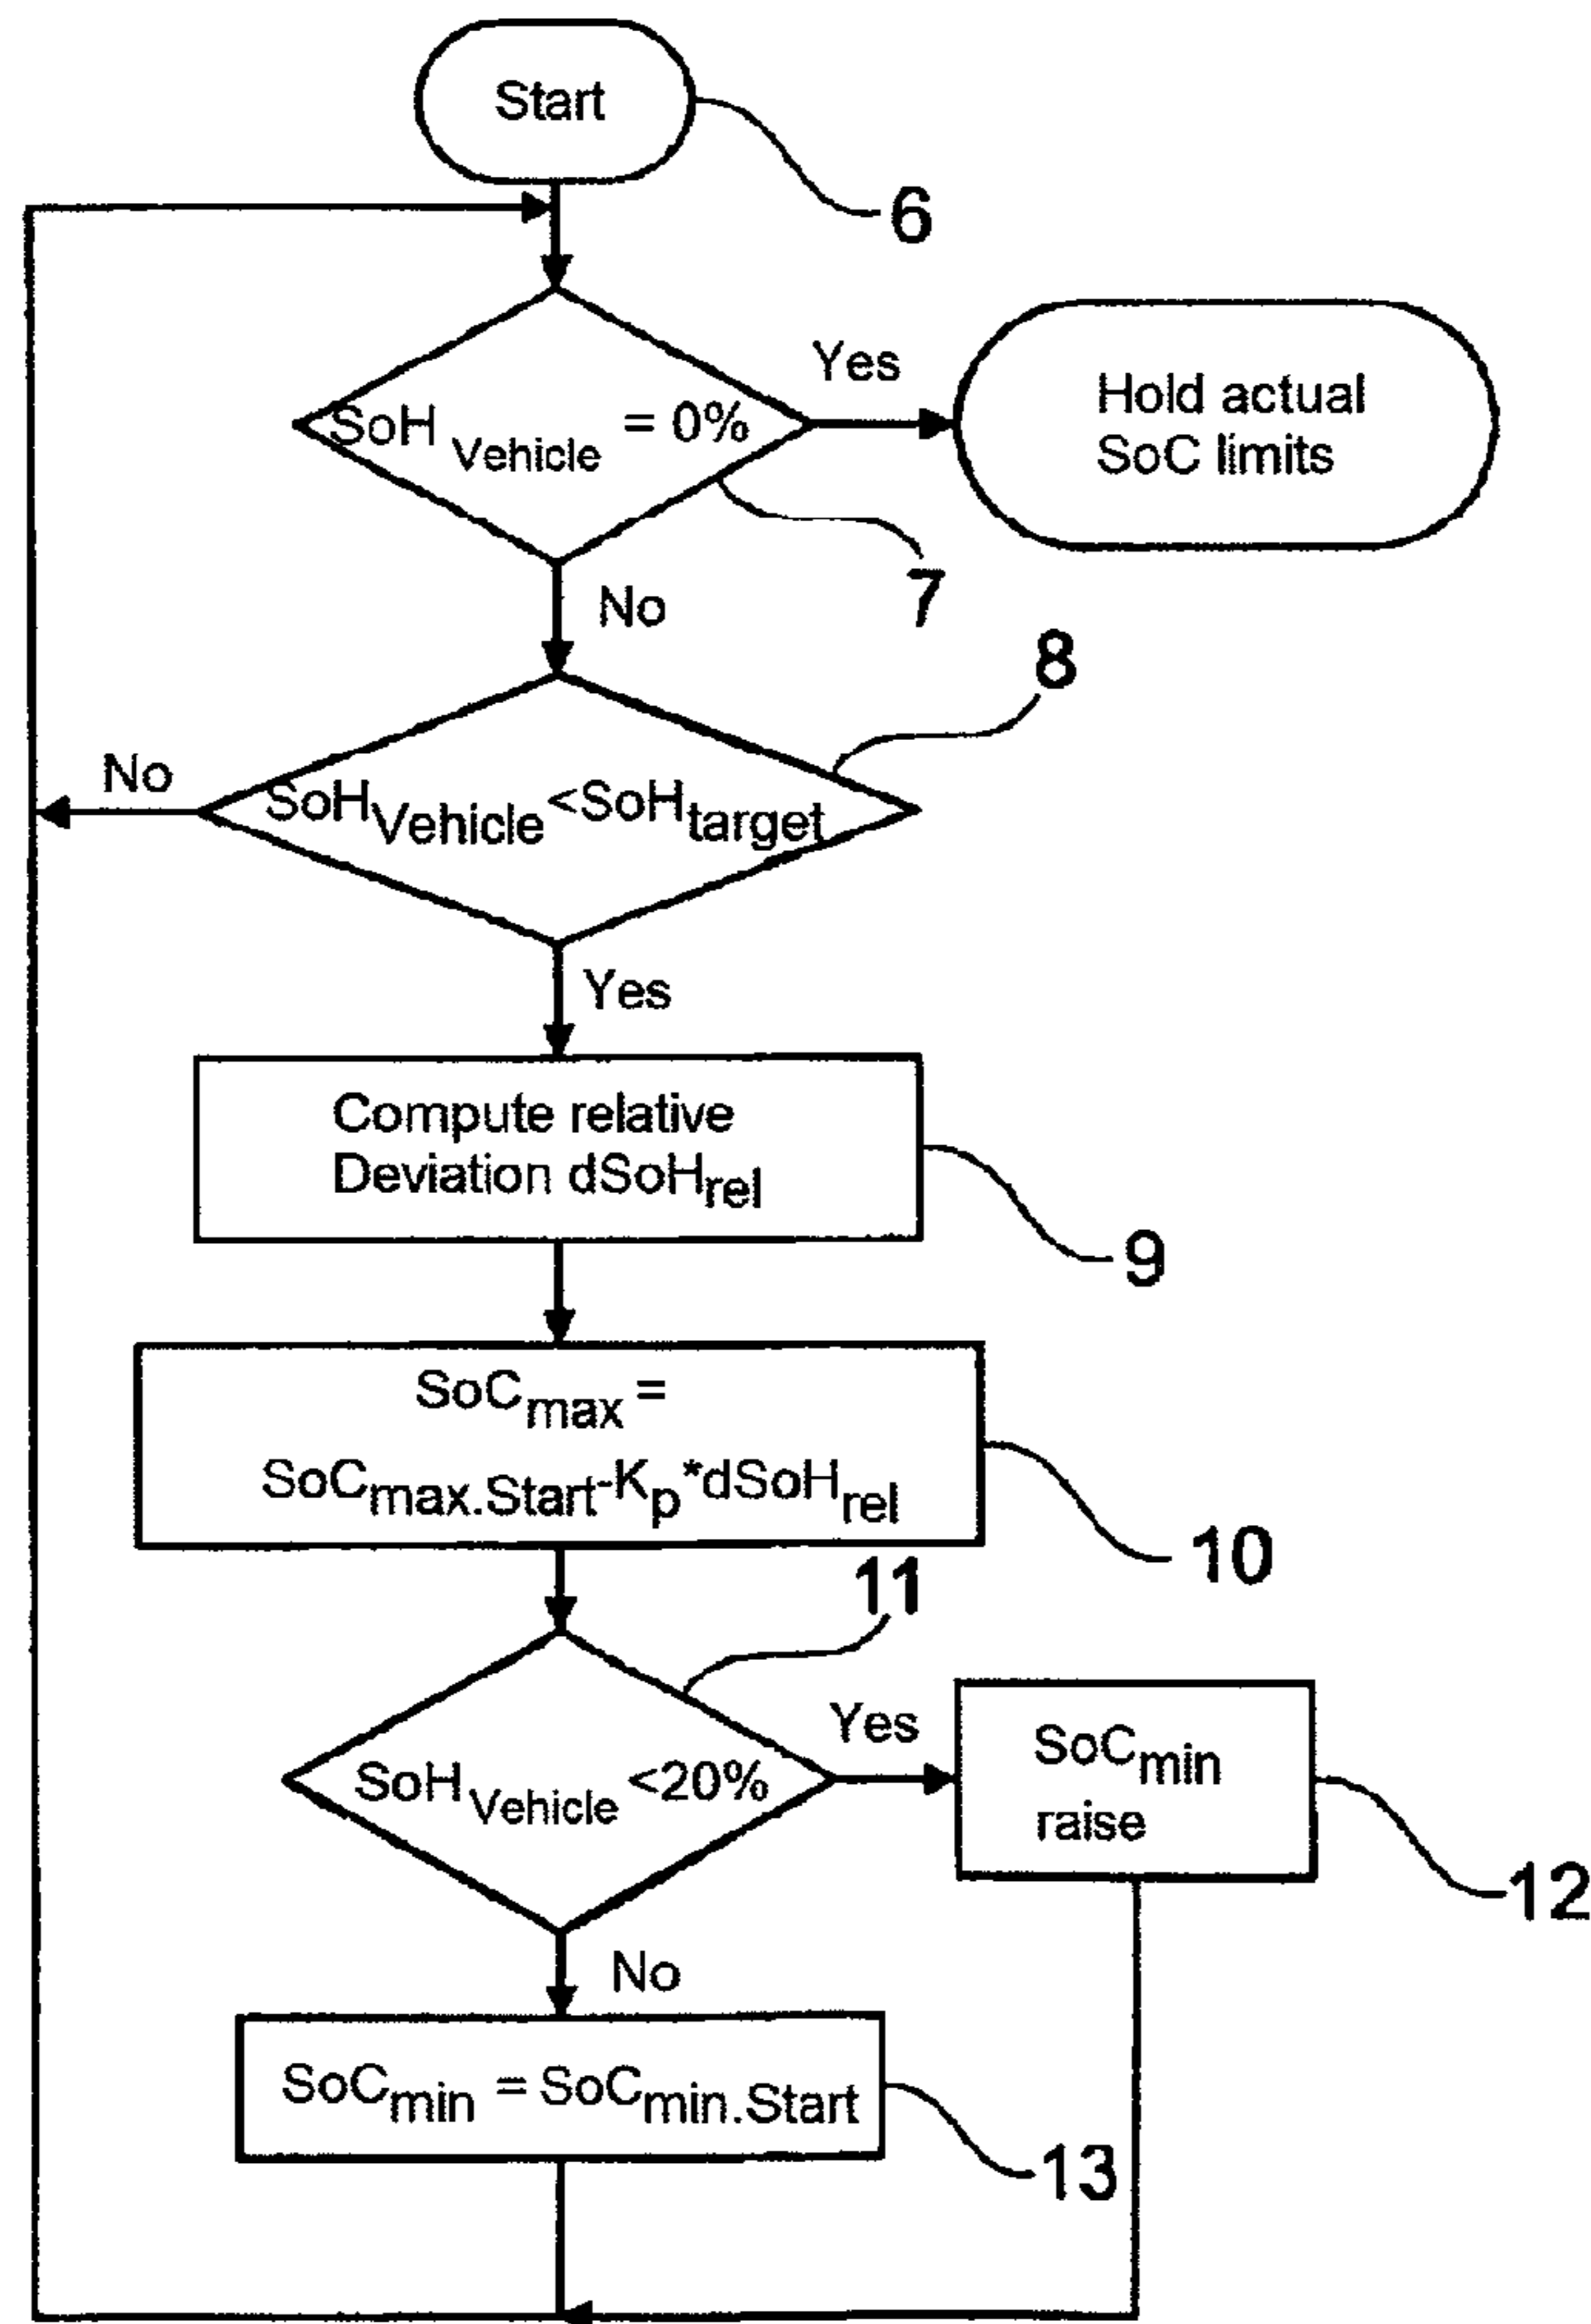 Start
6
SoH Vehicle = 0%
Yes
Hold actual
SoC limits
7
No
8
SoHVehicle<SoHtarget
No
Yes
Compute relative
Deviation dSoHrel
9
SoCmax =
SoCmax.Start-Kp*dSoHrel
10
11
SoHVehicle <20%
Yes
SoCmin
raise
12
No
SoCmin = SoCmin.Start
13